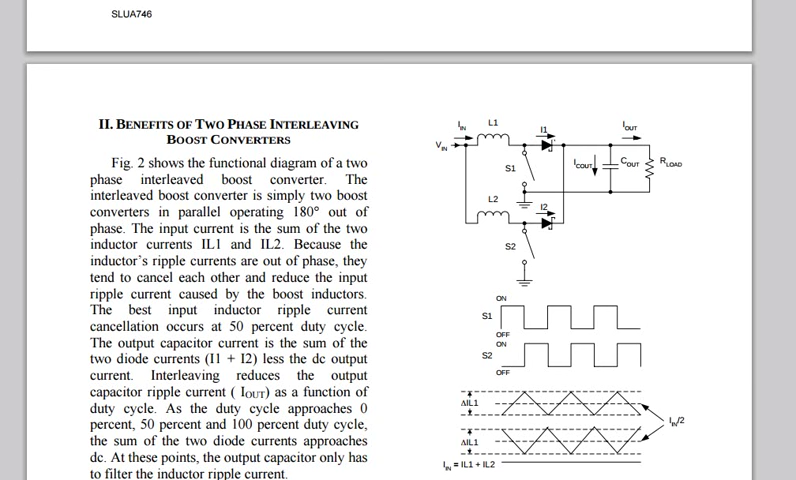 SLUA746
II. BENEFITS OF TWO PHASE INTERLEAVING
BOOST CONVERTERS
Fig. 2 shows the functional diagram of a two
phase interleaved boost converter. The
interleaved boost converter is simply two boost
converters in parallel operating 180° out of
phase. The input current is the sum of the two
inductor currents IL1 and IL2. Because the
inductor's ripple currents are out of phase, they
tend to cancel each other and reduce the input
ripple current caused by the boost inductors.
The best input inductor ripple current
cancellation occurs at 50 percent duty cycle.
The output capacitor current is the sum of the
two diode currents (I1 + I2) less the dc output
current. Interleaving reduces the output
capacitor ripple current ( IOUT) as a function of
duty cycle. As the duty cycle approaches 0
percent, 50 percent and 100 percent duty cycle,
the sum of the two diode currents approaches
dc. At these points, the output capacitor only has
to filter the inductor ripple current.
IIN
L1
I1
IOUT
VIN
S1
ICOUT
COUT
RLOAD
L2
I2
S2
ON
S1
OFF
ON
S2
OFF
ΔIL1
IIN/2
ΔIL1
IIN = IL1 + IL2